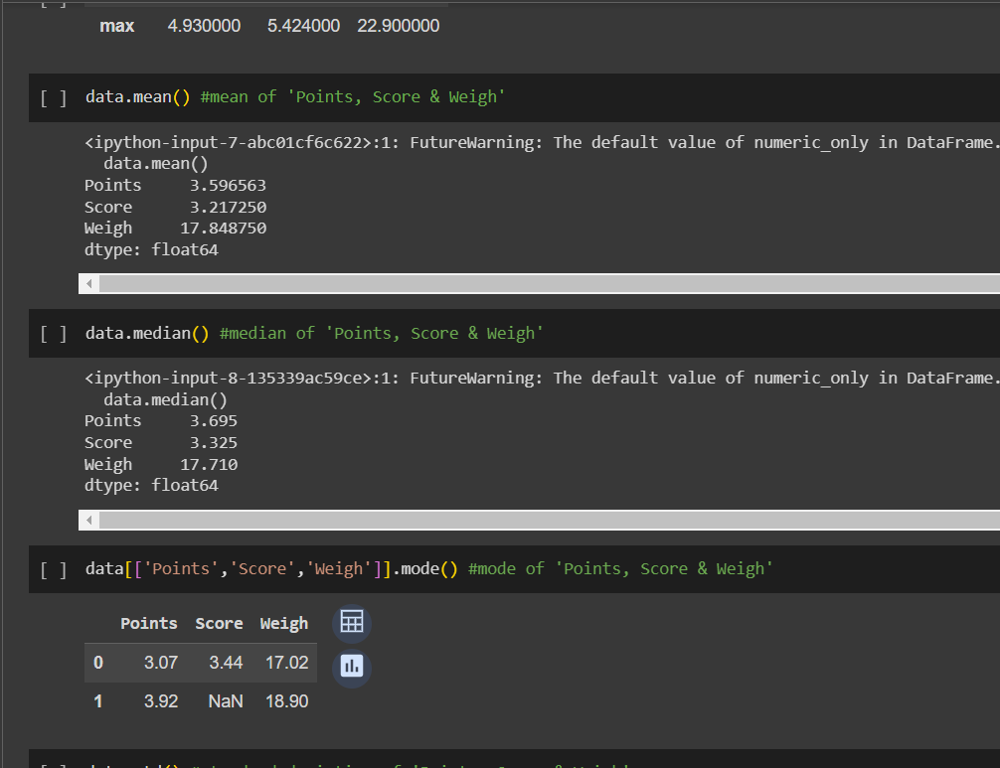 max 4.930000 5.424000 22.900000
[ ] data.mean() #mean of 'Points, Score & Weigh'
<ipython-input-7-abc01cf6c622>:1: FutureWarning: The default value of numeric_only in DataFrame.
data.mean()
Points 3.596563
Score 3.217250
Weigh 17.848750
dtype: float64
[ ] data.median() #median of 'Points, Score & Weigh'
<ipython-input-8-135339ac59ce>:1: FutureWarning: The default value of numeric_only in DataFrame.
data.median()
Points 3.695
Score 3.325
Weigh 17.710
dtype: float64
[ ] data[['Points','Score','Weigh']].mode() #mode of 'Points, Score & Weigh'
Points Score Weigh
0 3.07 3.44 17.02
1 3.92 NaN 18.90